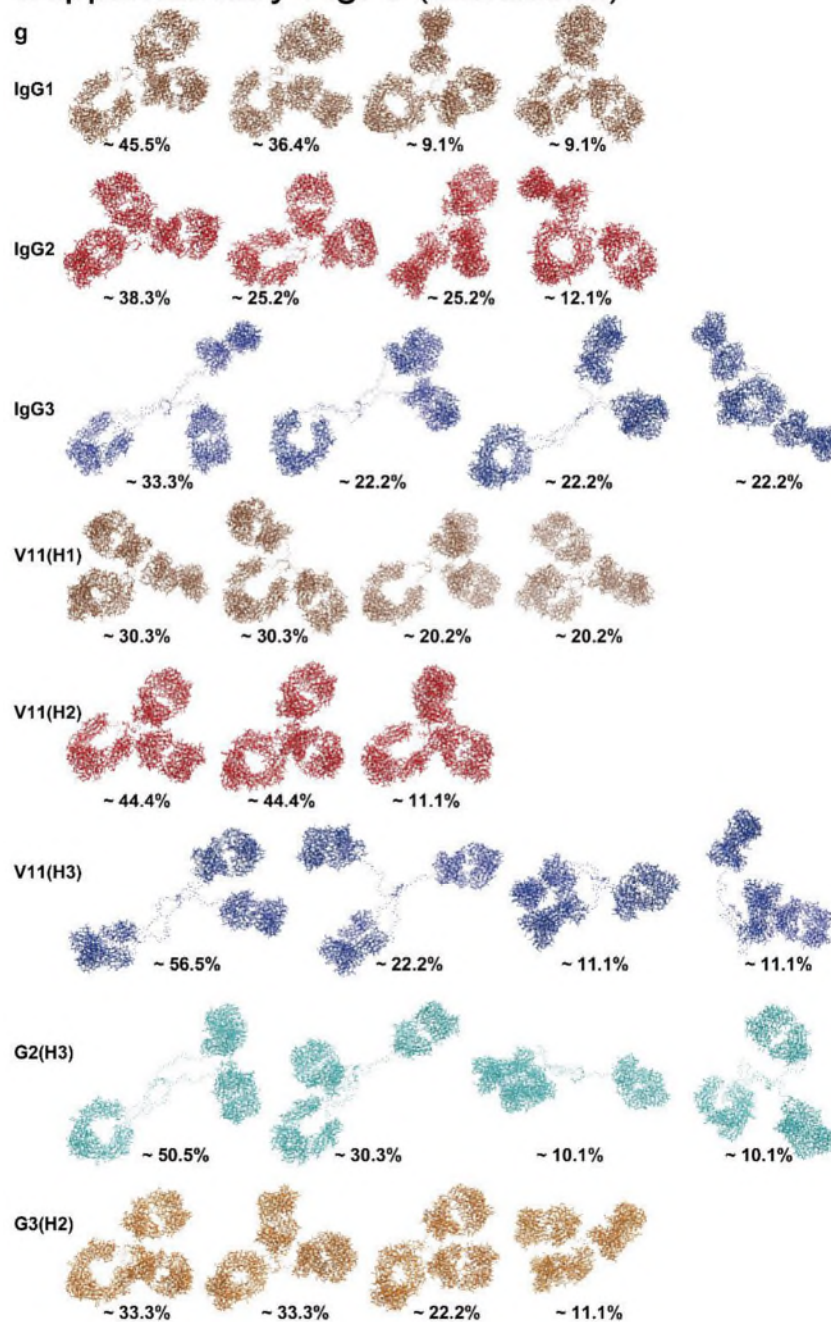 g
IgG1
~ 45.5% ~ 36.4% ~ 9.1% ~ 9.1%
IgG2
~ 38.3% ~ 25.2% ~ 25.2% ~ 12.1%
IgG3
~ 33.3% ~ 22.2% ~ 22.2% ~ 22.2%
V11(H1)
~ 30.3% ~ 30.3% ~ 20.2% ~ 20.2%
V11(H2)
~ 44.4% ~ 44.4% ~ 11.1%
V11(H3)
~ 56.5% ~ 22.2% ~ 11.1% ~ 11.1%
G2(H3)
~ 50.5% ~ 30.3% ~ 10.1% ~ 10.1%
G3(H2)
~ 33.3% ~ 33.3% ~ 22.2% ~ 11.1%